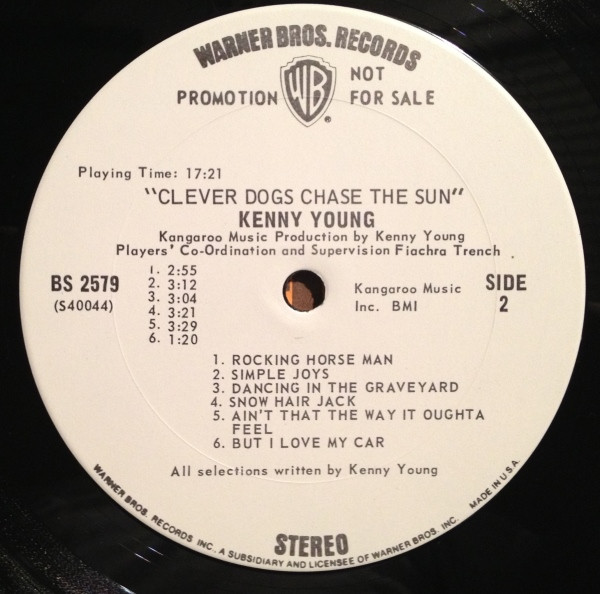 WARNER BROS. RECORDS
PROMOTION WB ® NOT FOR SALE
Playing Time: 17:21
"CLEVER DOGS CHASE THE SUN"
KENNY YOUNG
Kangaroo Music Production by Kenny Young
Players' Co-Ordination and Supervision Fiachra Trench
BS 2579
(S40044)
1. 2:55
2. 3:12
3. 3:04
4. 3:21
5. 3:29
6. 1:20
Kangaroo Music
Inc. BMI
SIDE
2
1. ROCKING HORSE MAN
2. SIMPLE JOYS
3. DANCING IN THE GRAVEYARD
4. SNOW HAIR JACK
5. AIN'T THAT THE WAY IT OUGHTA
FEEL
6. BUT I LOVE MY CAR
All selections written by Kenny Young
STEREO
WARNER BROS. RECORDS INC. A SUBSIDIARY AND LICENSEE OF WARNER BROS. INC. MADE IN U.S.A.